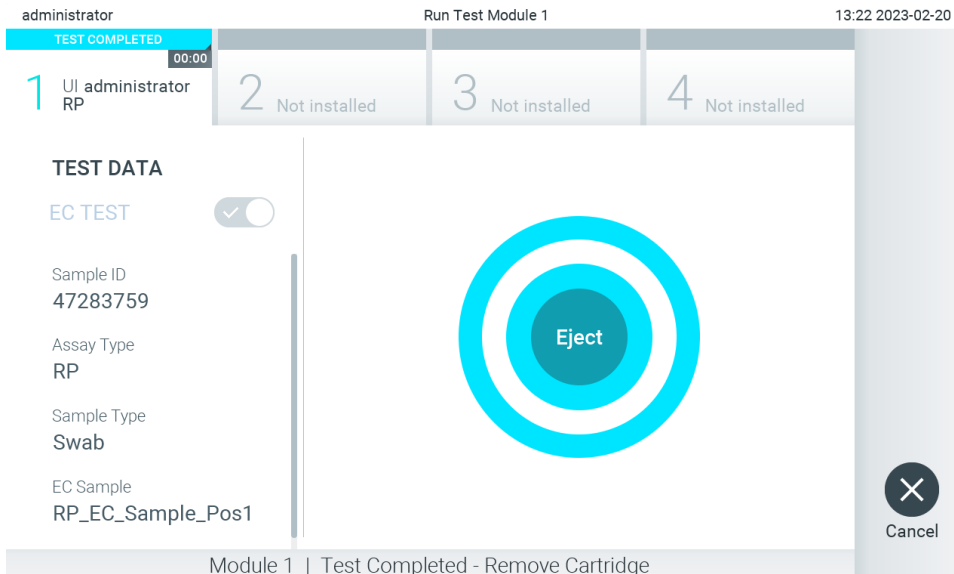 administrator Run Test Module 1 13:22 2023-02-20
TEST COMPLETED
00:00
1 UI administrator
RP
2 Not installed
3 Not installed
4 Not installed
TEST DATA
EC TEST
Sample ID
47283759
Assay Type
RP
Sample Type
Swab
EC Sample
RP_EC_Sample_Pos1
Eject
Cancel
Module 1 | Test Completed - Remove Cartridge